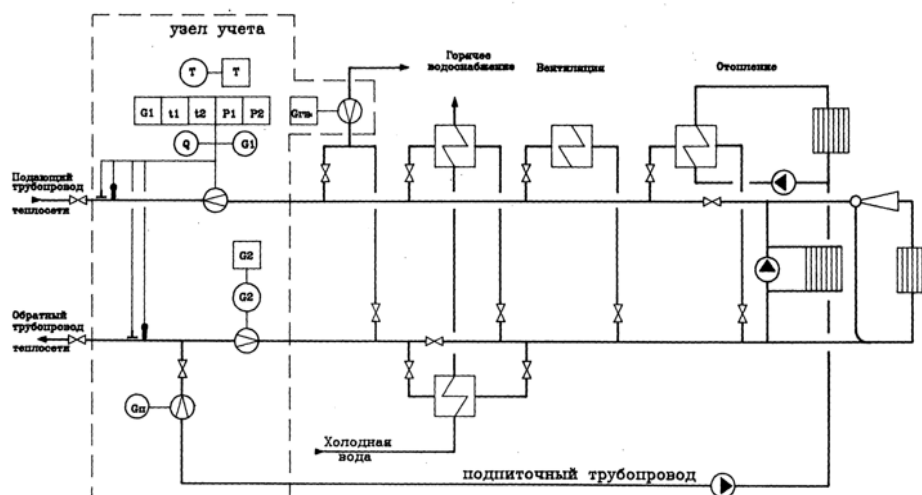 узел учета
T T
G1 t1 t2 P1 P2
Q G1
Gгв.
Горячее
водоснабжение
Вентиляция
Отопление
Подающий
трубопровод
теплосети
G2
G2
Обратный
трубопровод
теплосети
Gп
Холодная
вода
подпиточный трубопровод